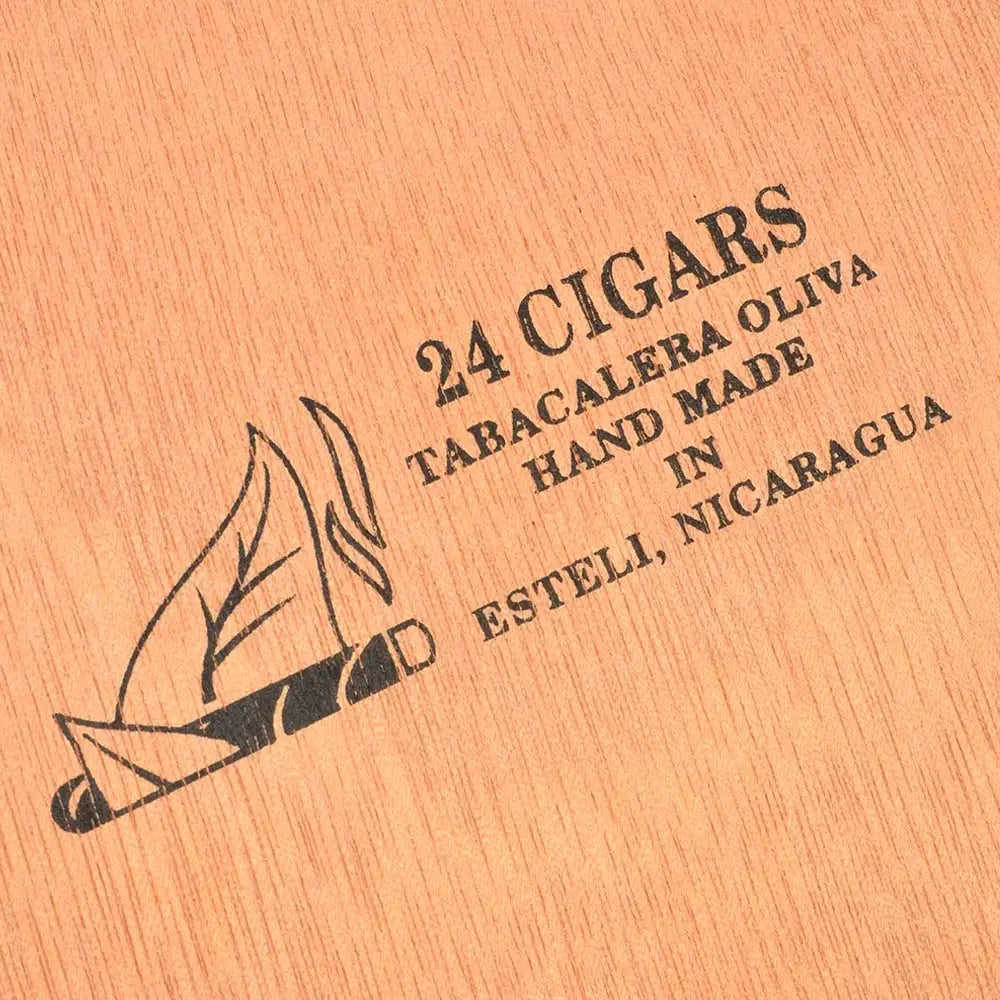 24 CIGARS
TABACALERA OLIVA
HAND MADE
IN
ESTELI, NICARAGUA